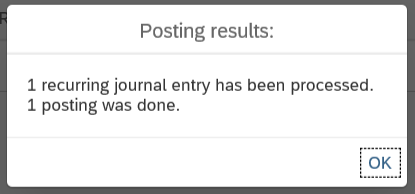 Posting results:
1 recurring journal entry has been processed.
1 posting was done.
OK